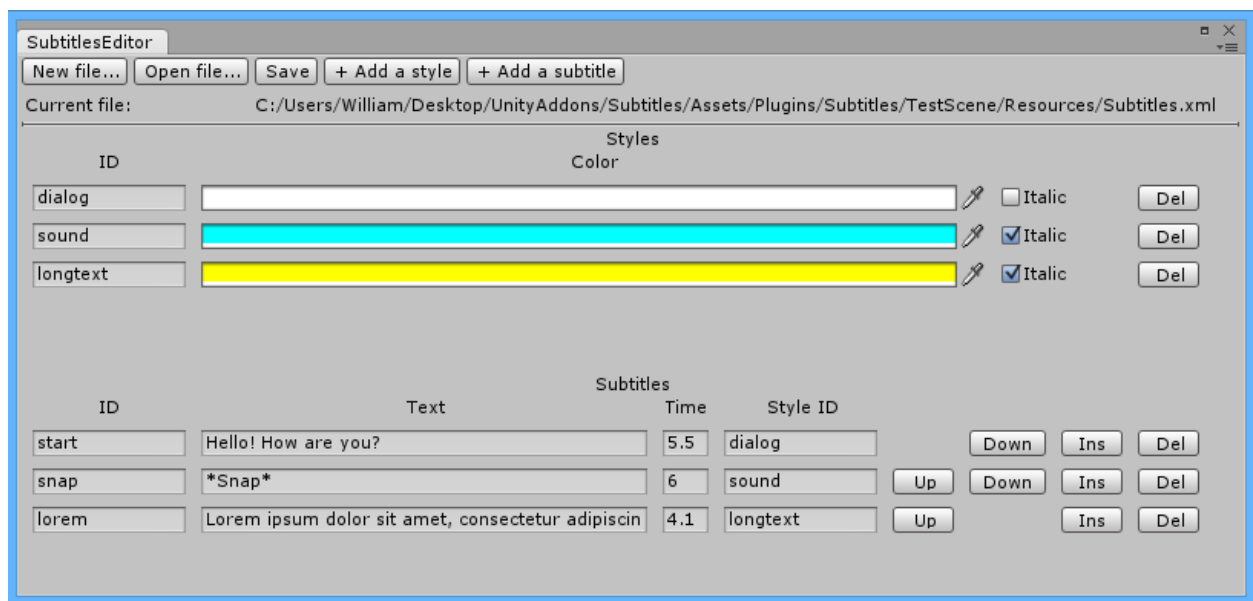 SubtitlesEditor
New file... Open file... Save + Add a style + Add a subtitle
Current file: C:/Users/William/Desktop/UnityAddons/Subtitles/Assets/Plugins/Subtitles/TestScene/Resources/Subtitles.xml
Styles
ID Color
dialog Italic Del
sound Italic Del
longtext Italic Del
Subtitles
ID Text Time Style ID
start Hello! How are you? 5.5 dialog Down Ins Del
snap *Snap* 6 sound Up Down Ins Del
lorem Lorem ipsum dolor sit amet, consectetur adipiscin 4.1 longtext Up Ins Del